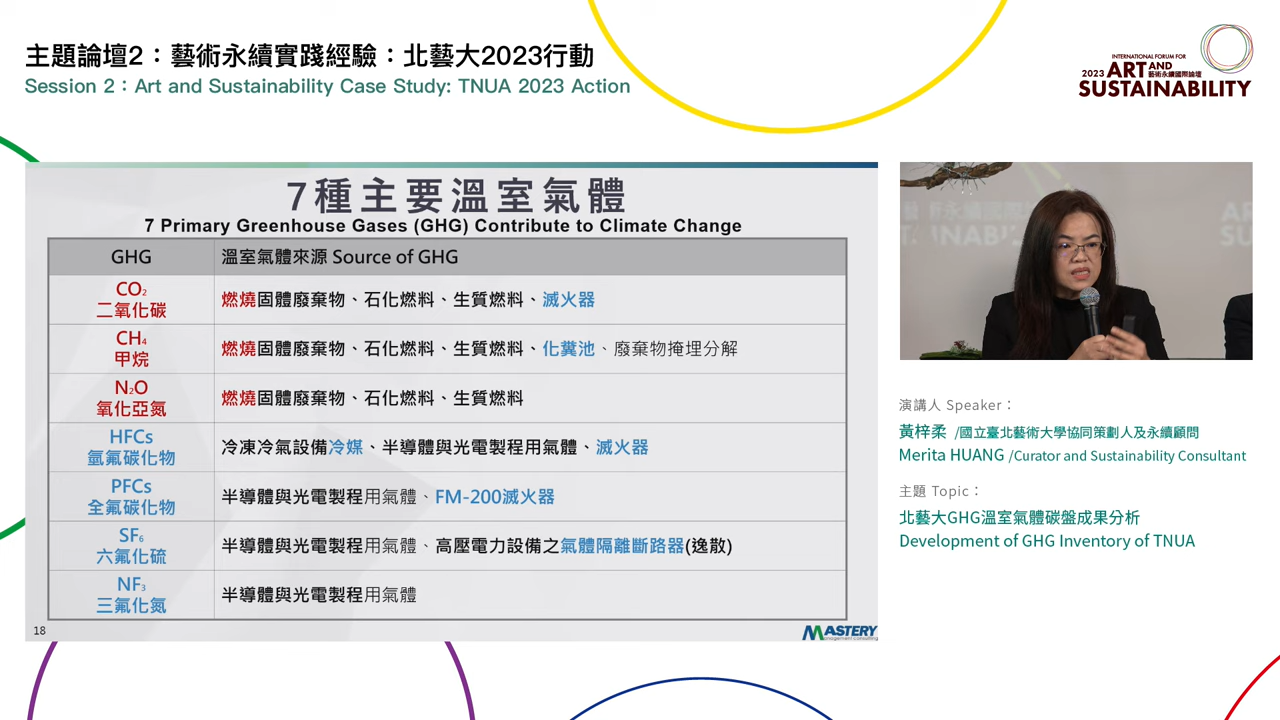 主題論壇2：藝術永續實踐經驗：北藝大2023行動
Session 2：Art and Sustainability Case Study: TNUA 2023 Action
INTERNATIONAL FORUM FOR
2023 ART AND 藝術永續國際論壇
SUSTAINABILITY
7種主要溫室氣體
7 Primary Greenhouse Gases (GHG) Contribute to Climate Change
GHG 溫室氣體來源 Source of GHG
CO₂
二氧化碳
燃燒固體廢棄物、石化燃料、生質燃料、滅火器
CH₄
甲烷
燃燒固體廢棄物、石化燃料、生質燃料、化糞池、廢棄物掩埋分解
N₂O
氧化亞氮
燃燒固體廢棄物、石化燃料、生質燃料
HFCs
氫氟碳化物
冷凍冷氣設備冷媒、半導體與光電製程用氣體、滅火器
PFCs
全氟碳化物
半導體與光電製程用氣體、FM-200滅火器
SF₆
六氟化硫
半導體與光電製程用氣體、高壓電力設備之氣體隔離斷路器(逸散)
NF₃
三氟化氮
半導體與光電製程用氣體
18
MASTERY
演講人 Speaker：
黃梓柔 /國立臺北藝術大學協同策劃人及永續顧問
Merita HUANG /Curator and Sustainability Consultant
主題 Topic：
北藝大GHG溫室氣體碳盤成果分析
Development of GHG Inventory of TNUA